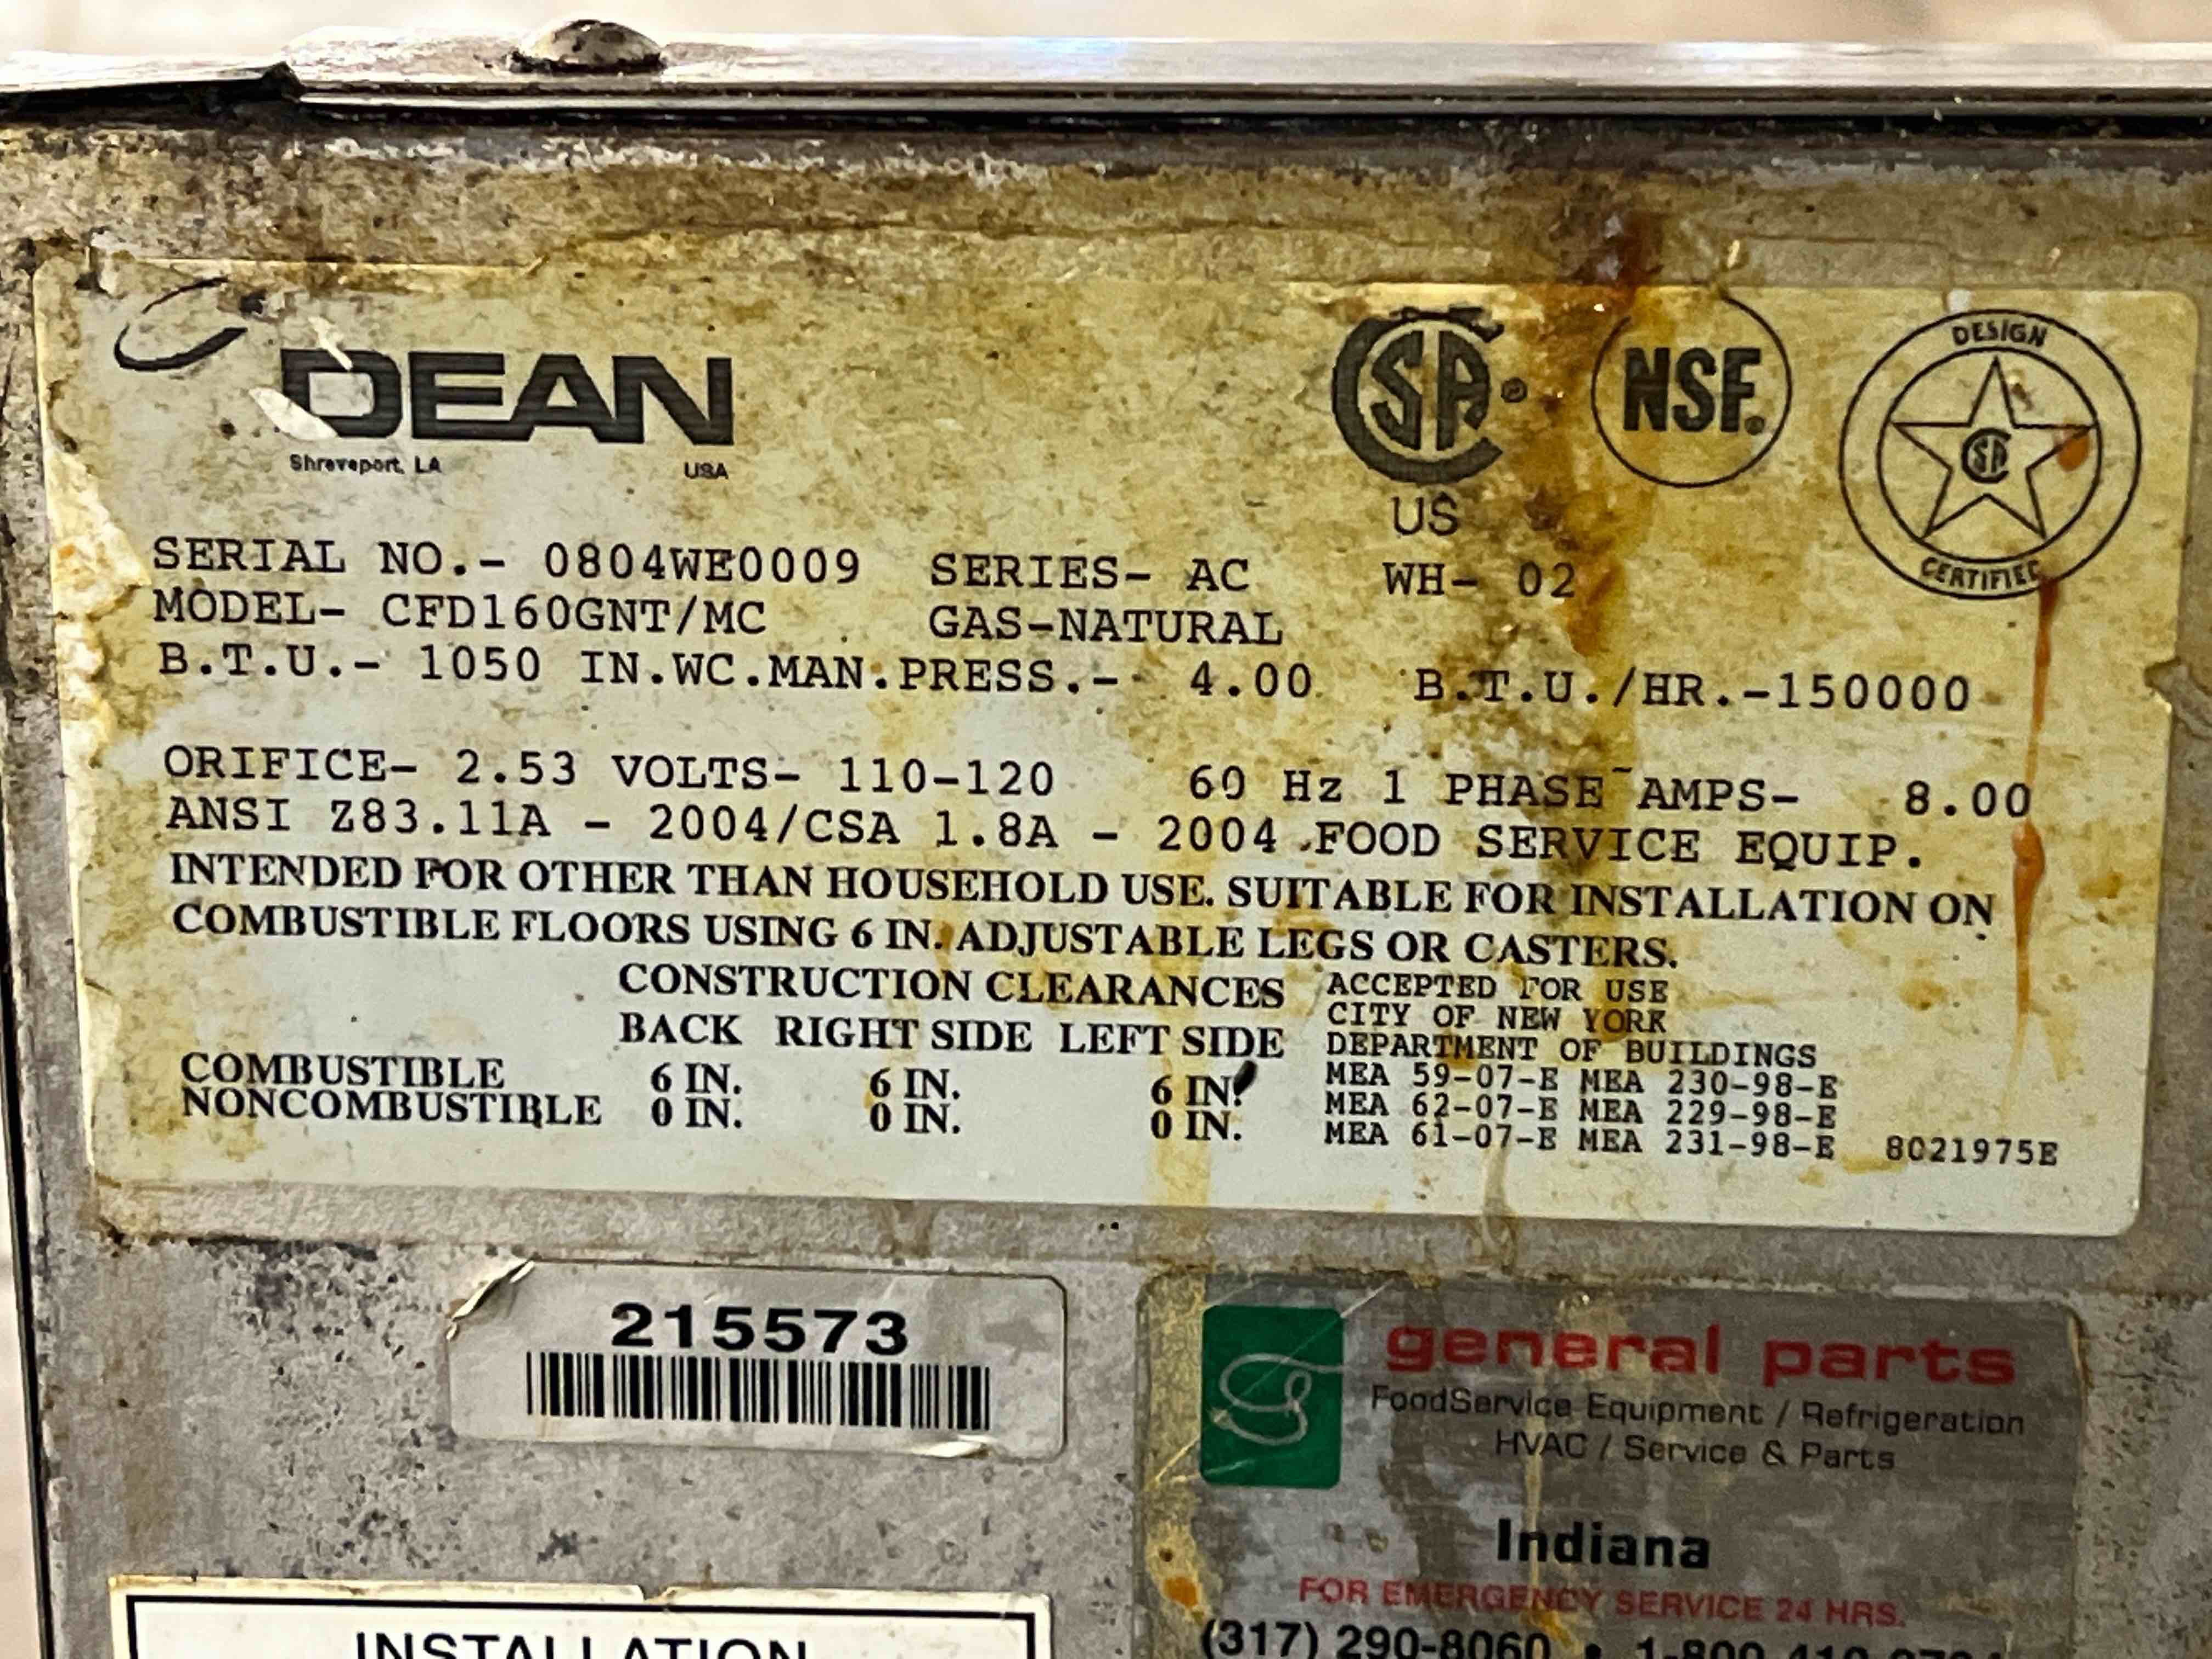 DEAN
Shreveport, LA USA
CSA ® US
NSF.
DESIGN CSA CERTIFIED
SERIAL NO.- 0804WE0009 SERIES- AC WH- 02
MODEL- CFD160GNT/MC GAS-NATURAL
B.T.U.- 1050 IN.WC.MAN.PRESS.- 4.00 B.T.U./HR.-150000
ORIFICE- 2.53 VOLTS- 110-120 60 Hz 1 PHASE AMPS- 8.00
ANSI Z83.11A - 2004/CSA 1.8A - 2004 FOOD SERVICE EQUIP.
INTENDED FOR OTHER THAN HOUSEHOLD USE. SUITABLE FOR INSTALLATION ON
COMBUSTIBLE FLOORS USING 6 IN. ADJUSTABLE LEGS OR CASTERS.
CONSTRUCTION CLEARANCES
BACK RIGHT SIDE LEFT SIDE
COMBUSTIBLE 6 IN. 6 IN. 6 IN.
NONCOMBUSTIBLE 0 IN. 0 IN. 0 IN.
ACCEPTED FOR USE
CITY OF NEW YORK
DEPARTMENT OF BUILDINGS
MEA 59-07-E MEA 230-98-E
MEA 62-07-E MEA 229-98-E
MEA 61-07-E MEA 231-98-E 8021975E
215573
general parts
FoodService Equipment / Refrigeration
HVAC / Service & Parts
Indiana
FOR EMERGENCY SERVICE 24 HRS.
(317) 290-8060 •
INSTALLATION